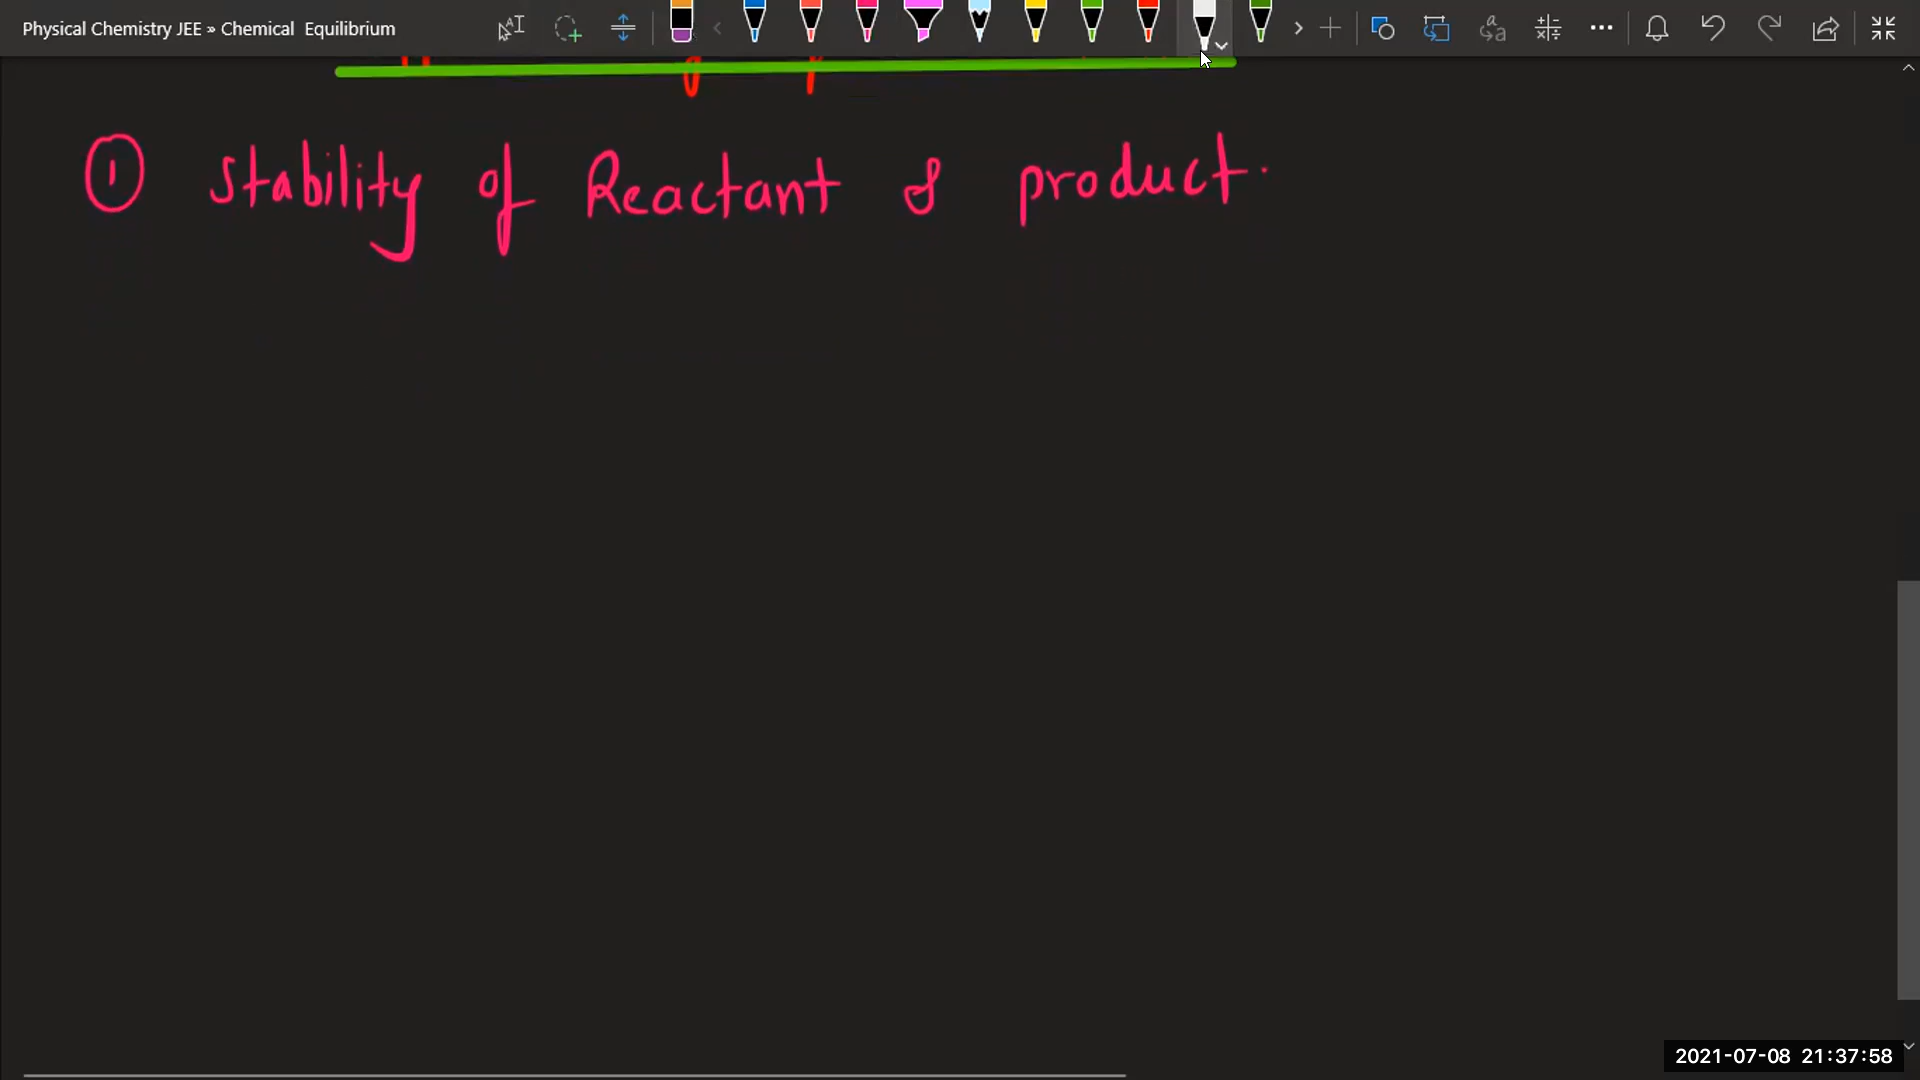 Physical Chemistry JEE » Chemical Equilibrium
① Stability of Reactant & product.
2021-07-08 21:37:58